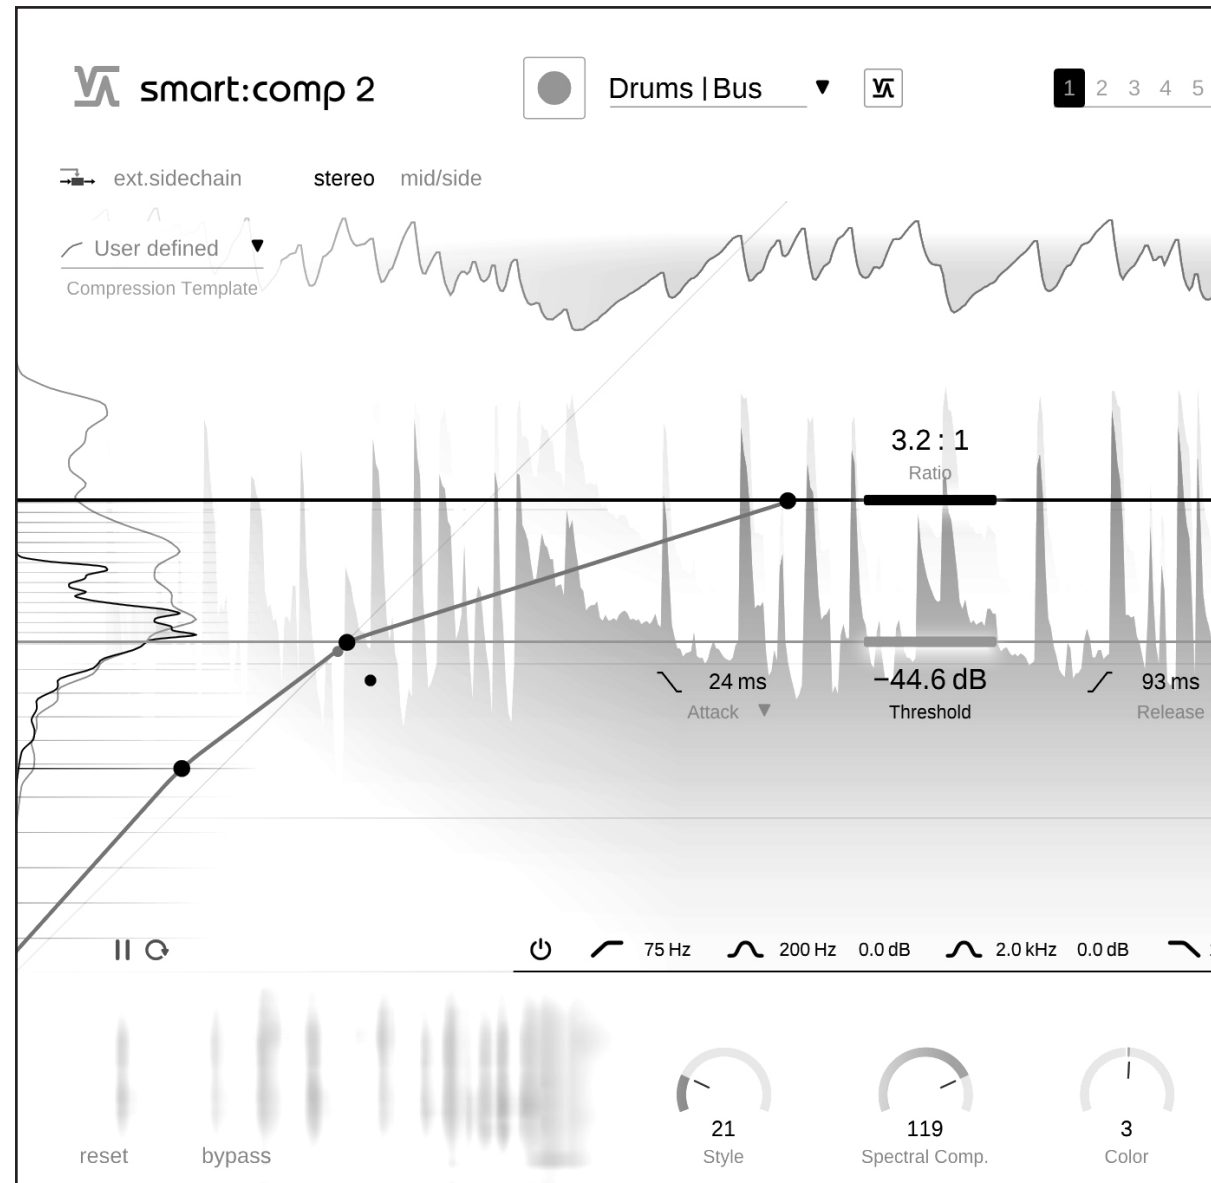 smart:comp 2
Drums | Bus
1 2 3 4 5
ext.sidechain stereo mid/side
User defined
Compression Template
3.2 : 1
Ratio
24 ms
Attack
−44.6 dB
Threshold
93 ms
Release
75 Hz 200 Hz 0.0 dB 2.0 kHz 0.0 dB
21
Style
119
Spectral Comp.
3
Color
reset bypass